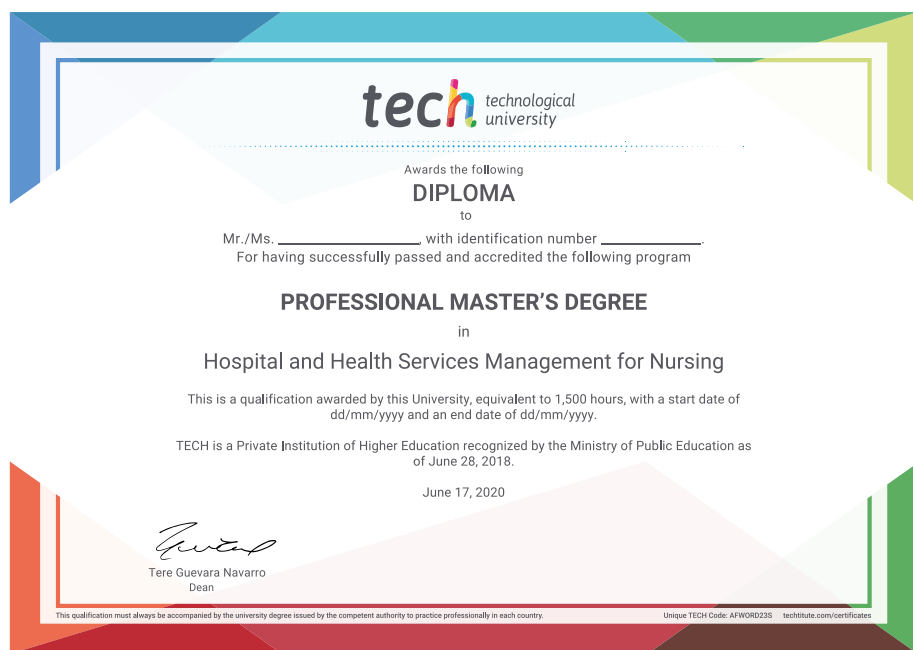 tech technological
university
Awards the following
DIPLOMA
to
Mr./Ms. ____________________, with identification number ______________.
For having successfully passed and accredited the following program
PROFESSIONAL MASTER'S DEGREE
in
Hospital and Health Services Management for Nursing
This is a qualification awarded by this University, equivalent to 1,500 hours, with a start date of
dd/mm/yyyy and an end date of dd/mm/yyyy.
TECH is a Private Institution of Higher Education recognized by the Ministry of Public Education as
of June 28, 2018.
June 17, 2020
Tere Guevara Navarro
Dean
This qualification must always be accompanied by the university degree issued by the competent authority to practice professionally in each country.
Unique TECH Code: AFWORD23S techtitute.com/certificates